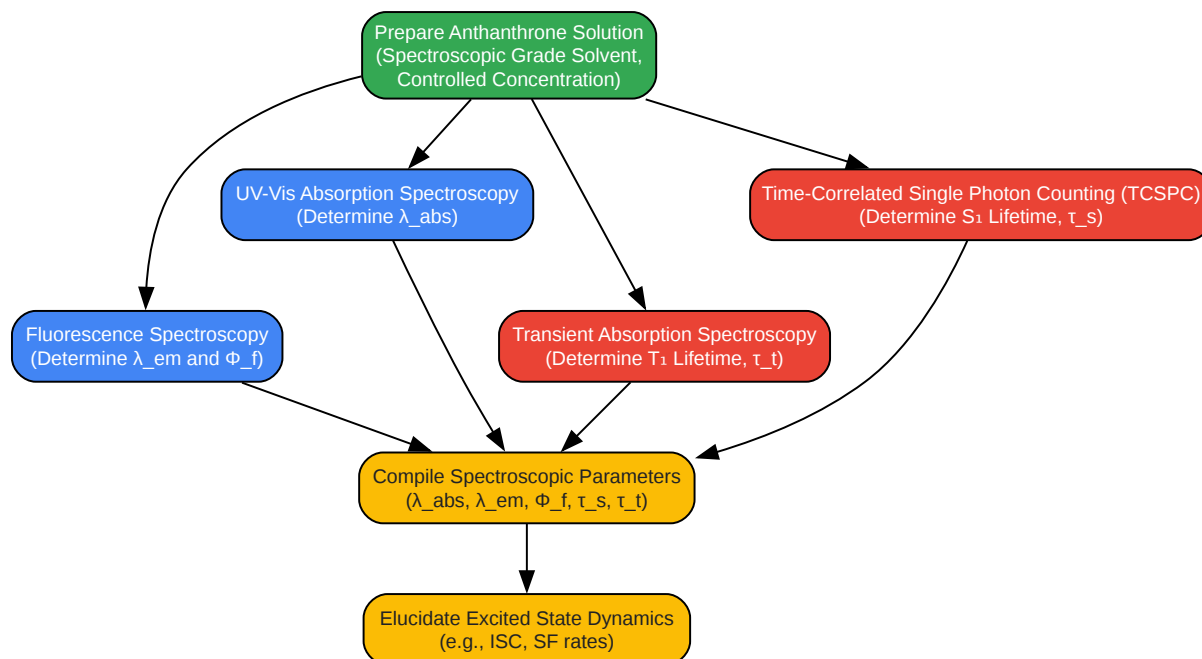 Prepare Anthanthrone Solution
(Spectroscopic Grade Solvent,
Controlled Concentration)
UV-Vis Absorption Spectroscopy
(Determine λ_abs)
Time-Correlated Single Photon Counting (TCSPC)
(Determine S₁ Lifetime, τ_s)
Fluorescence Spectroscopy
(Determine λ_em and Φ_f)
Transient Absorption Spectroscopy
(Determine T₁ Lifetime, τ_t)
Compile Spectroscopic Parameters
(λ_abs, λ_em, Φ_f, τ_s, τ_t)
Elucidate Excited State Dynamics
(e.g., ISC, SF rates)